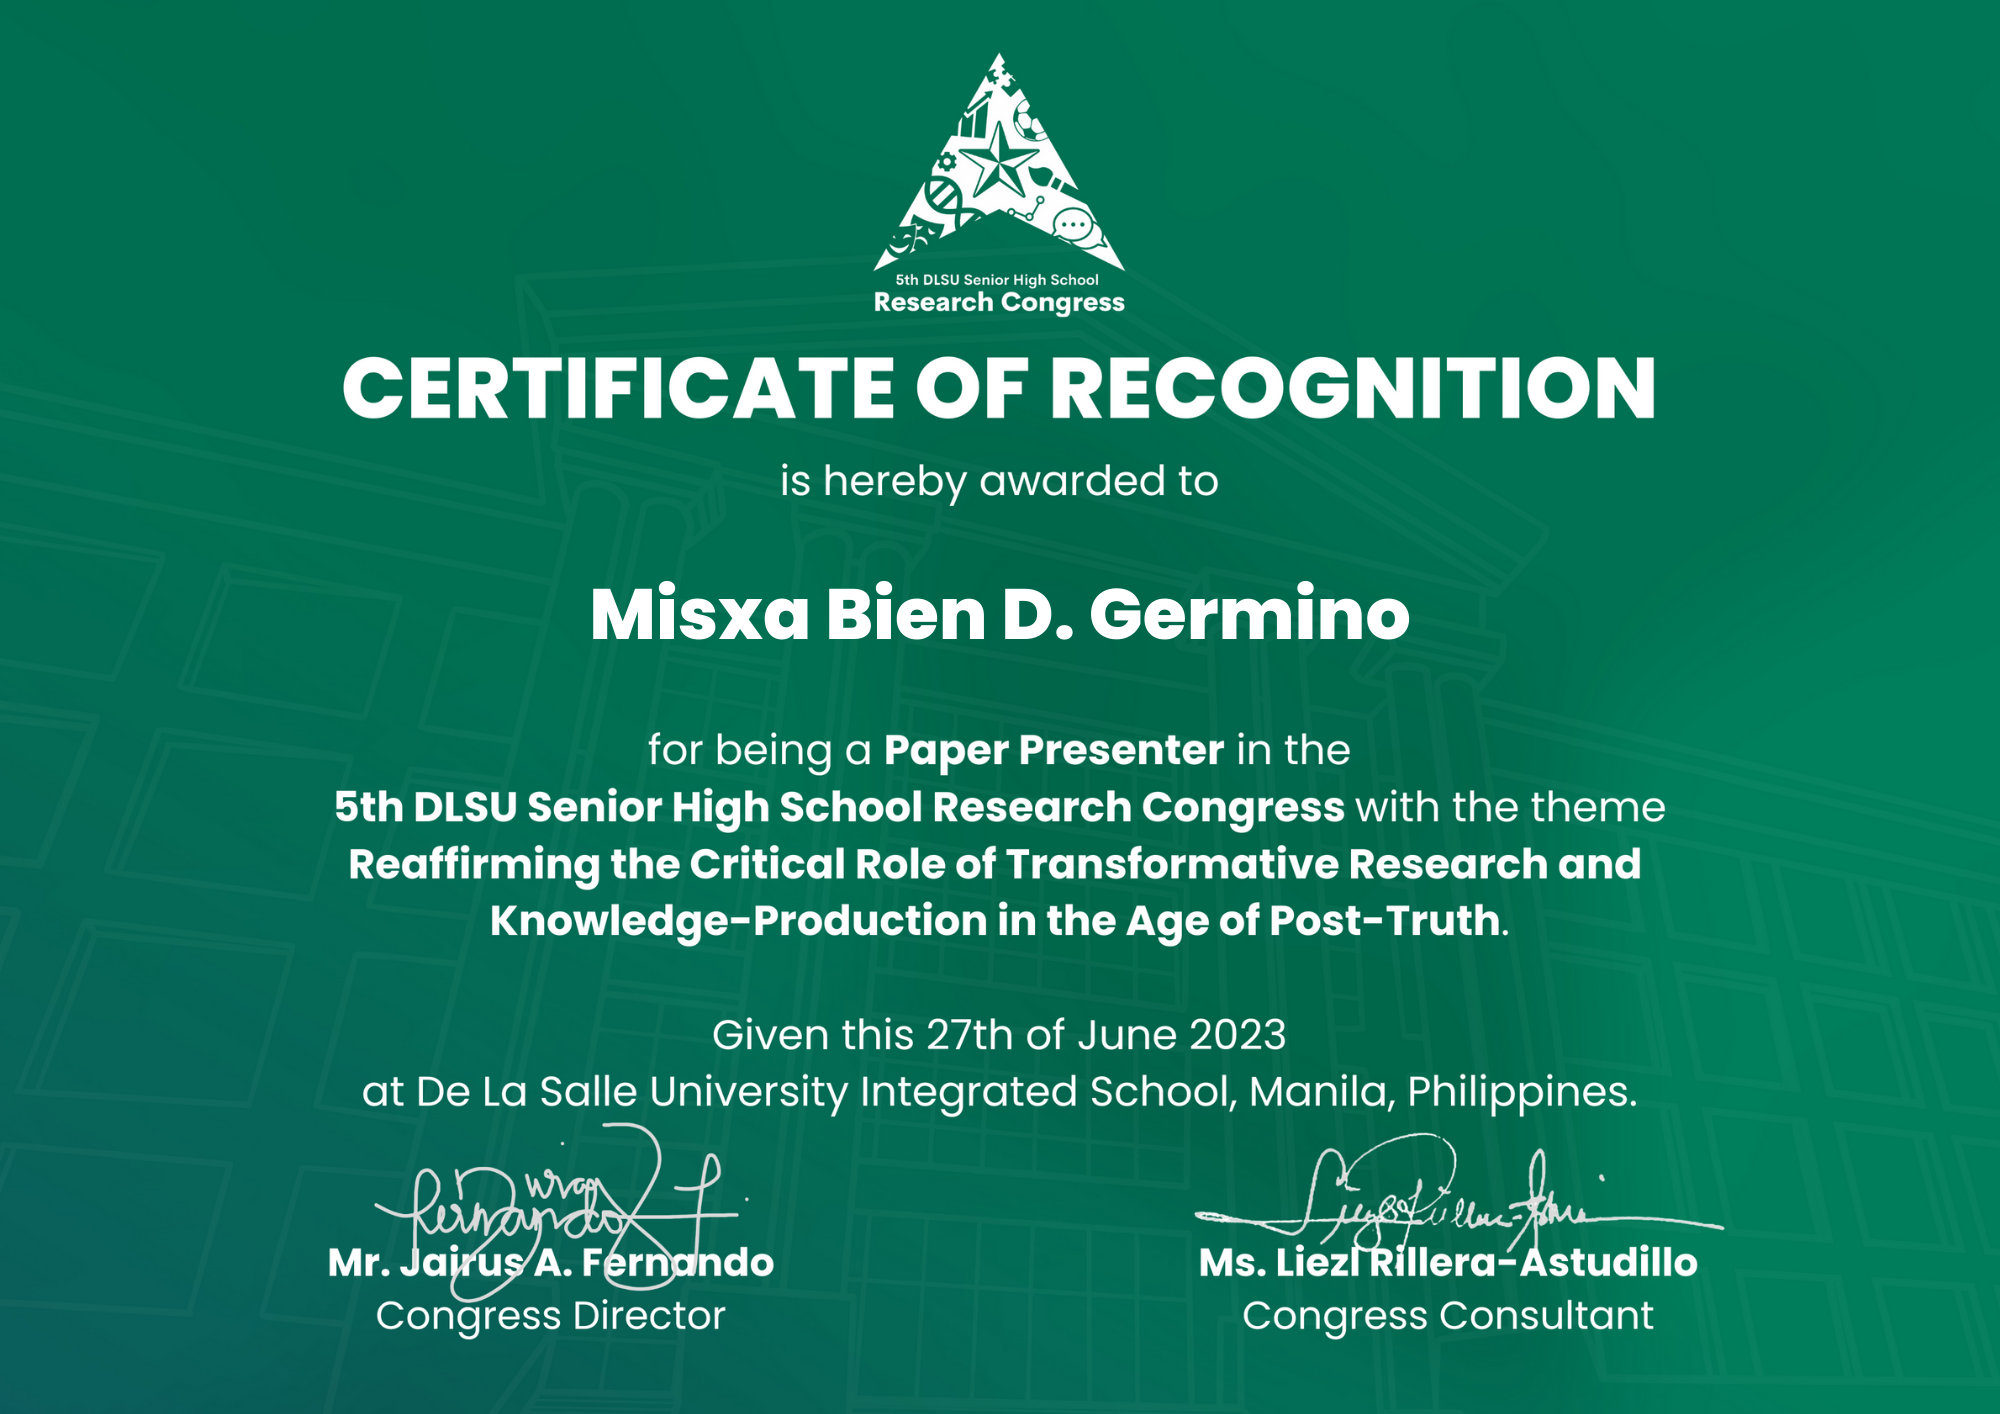 5th DLSU Senior High School
Research Congress
CERTIFICATE OF RECOGNITION
is hereby awarded to
Misxa Bien D. Germino
for being a Paper Presenter in the
5th DLSU Senior High School Research Congress with the theme
Reaffirming the Critical Role of Transformative Research and
Knowledge-Production in the Age of Post-Truth.
Given this 27th of June 2023
at De La Salle University Integrated School, Manila, Philippines.
Mr. Jairus A. Fernando
Congress Director
Ms. Liezl Rillera-Astudillo
Congress Consultant